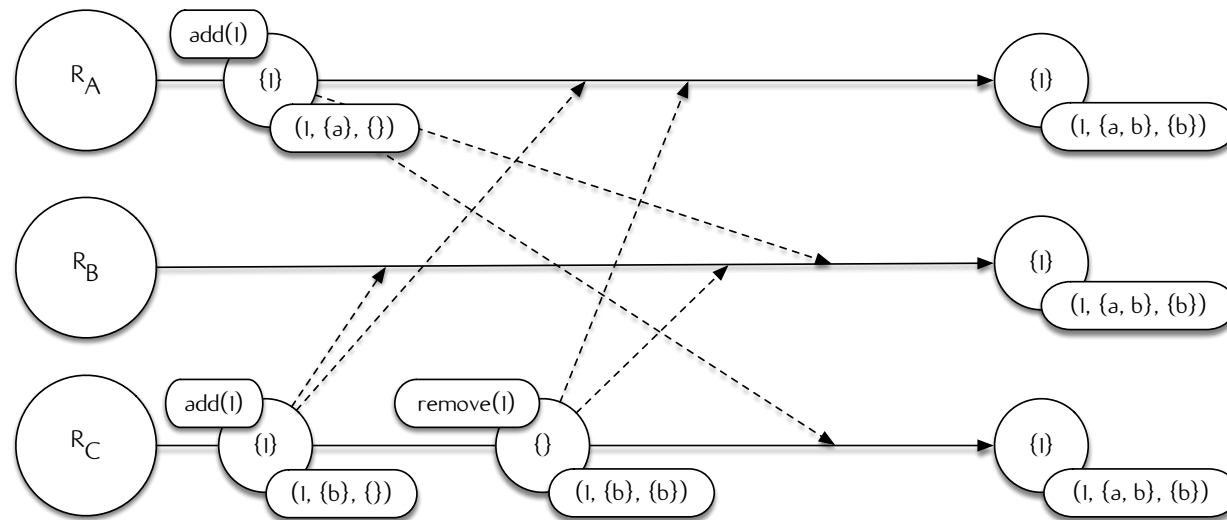 add(1)
R_A
{1}
{1}
(1, {a}, {})
(1, {a, b}, {b})
R_B
{1}
(1, {a, b}, {b})
add(1)
remove(1)
R_C
{1}
{}
{1}
(1, {b}, {})
(1, {b}, {b})
(1, {a, b}, {b})